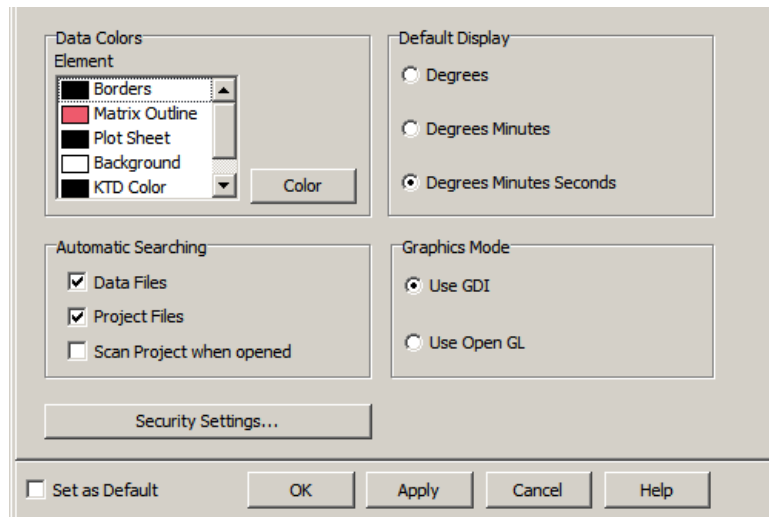 Data Colors
Element
Borders
Matrix Outline
Plot Sheet
Background
KTD Color
Color
Default Display
Degrees
Degrees Minutes
Degrees Minutes Seconds
Automatic Searching
Data Files
Project Files
Scan Project when opened
Graphics Mode
Use GDI
Use Open GL
Security Settings...
Set as Default OK Apply Cancel Help